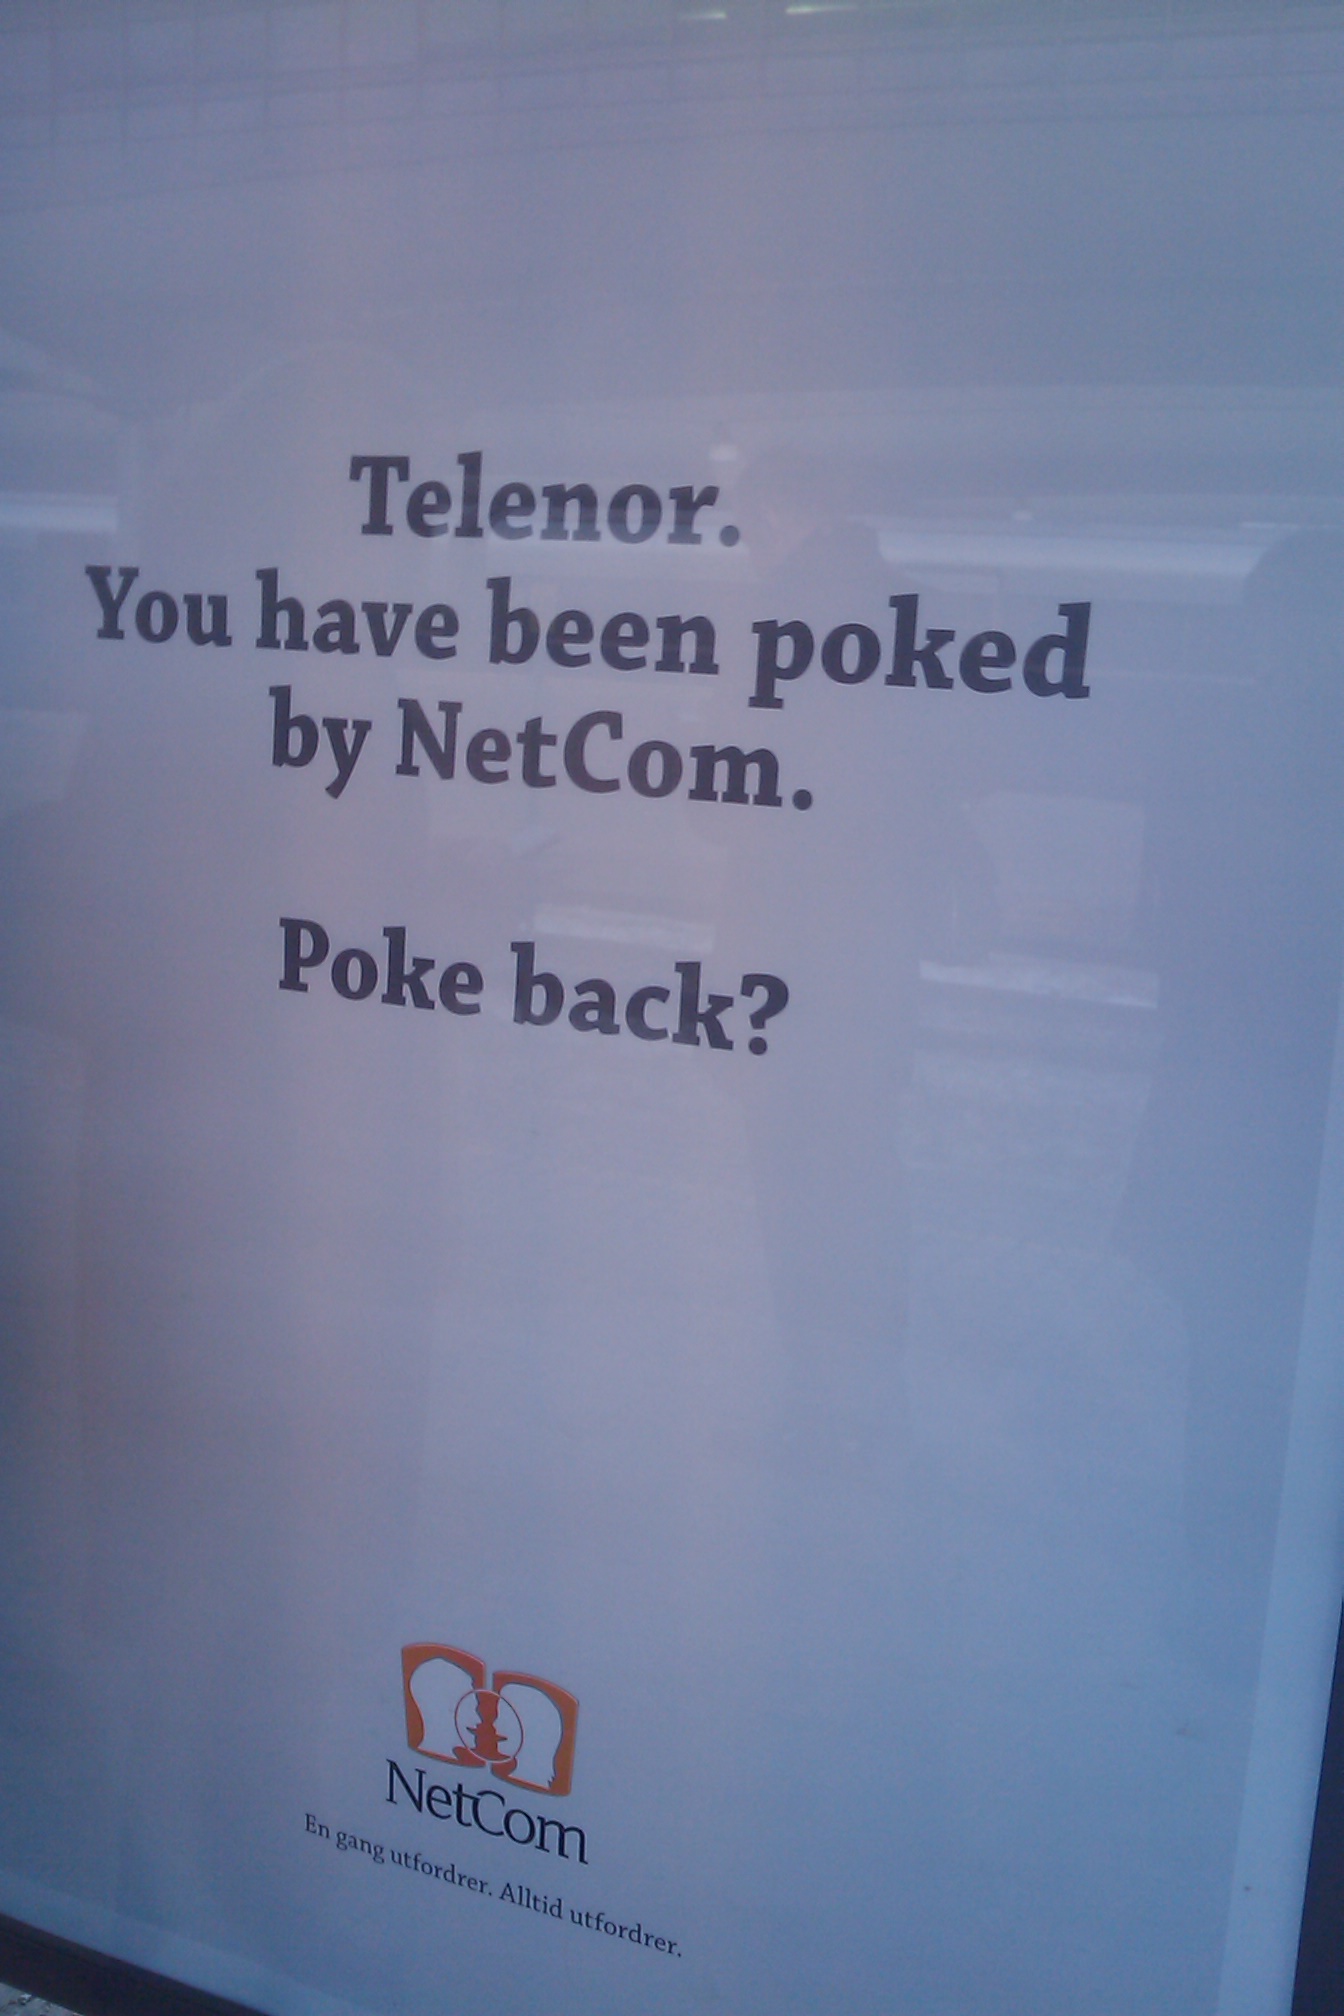 Telenor.
You have been poked
by NetCom.
Poke back?
NetCom
En gang utfordrer. Alltid utfordrer.